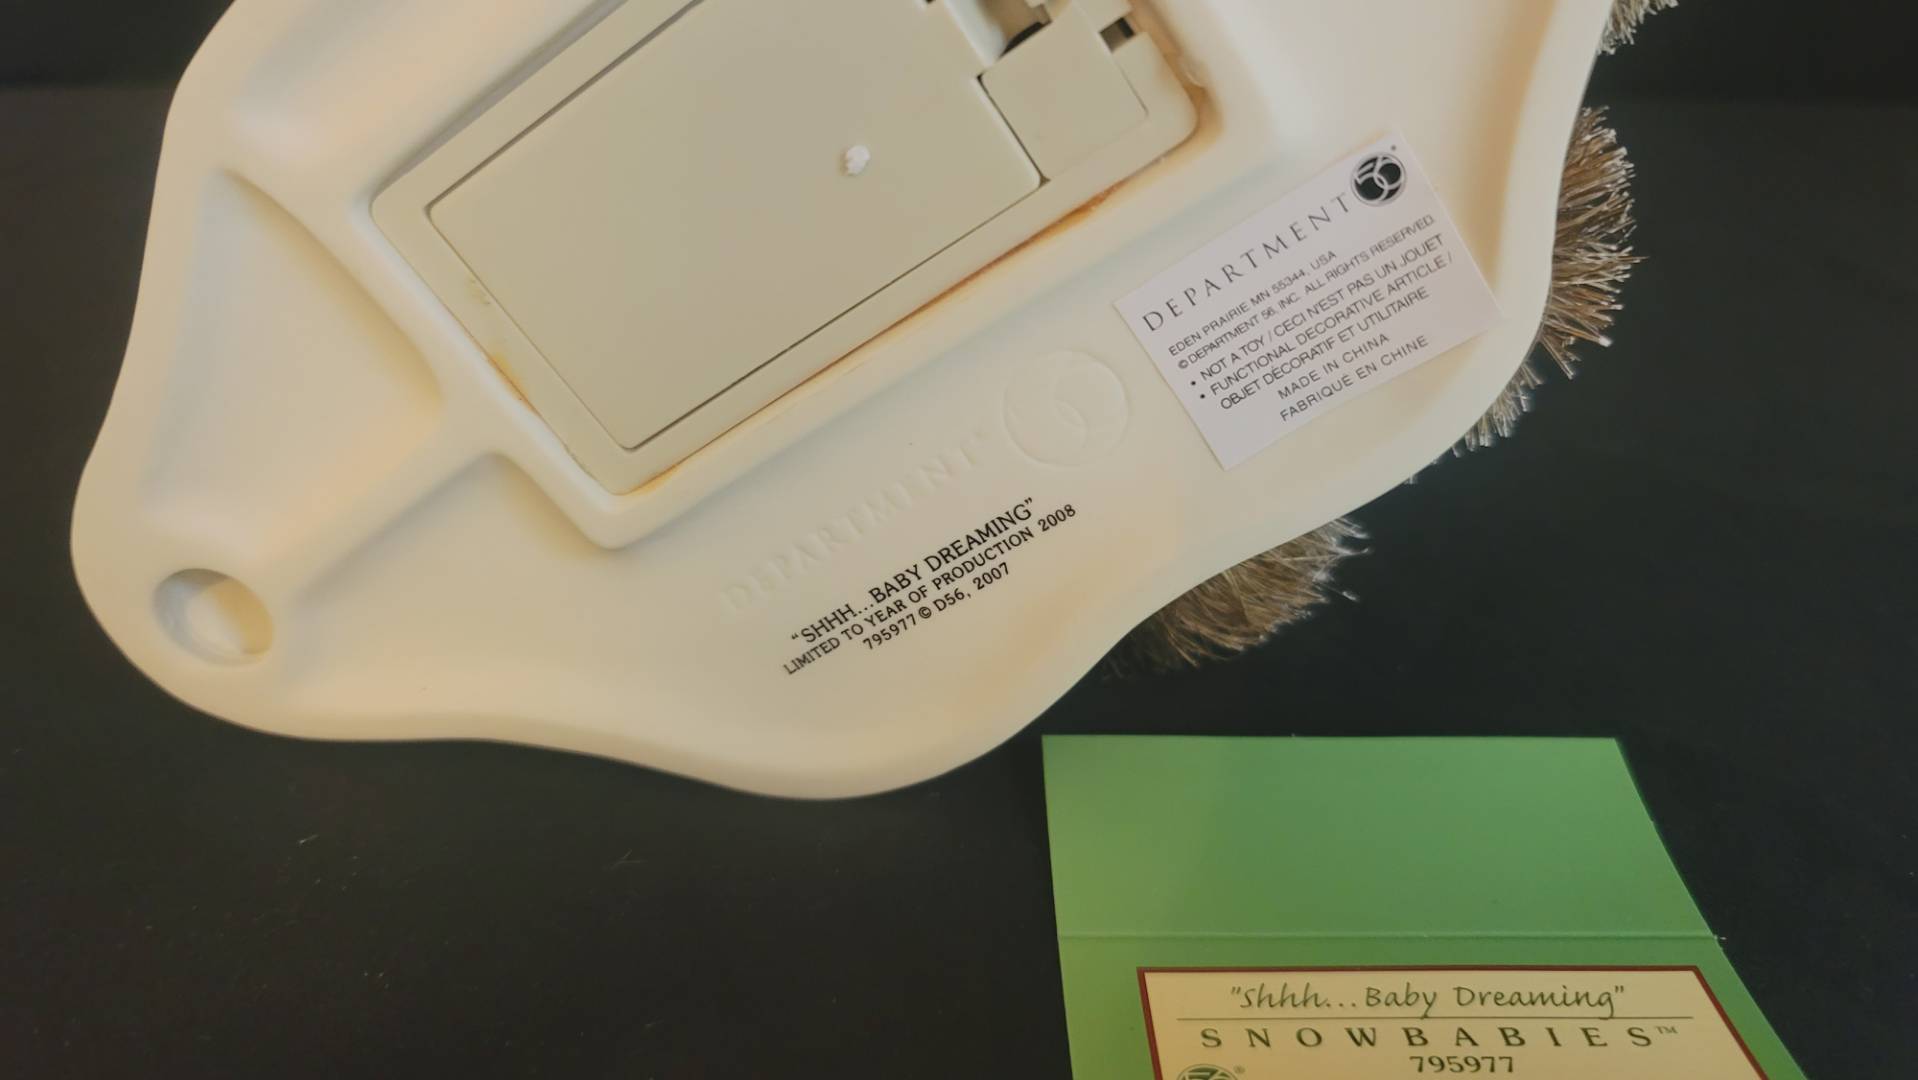 DEPARTMENT 56®
EDEN PRAIRIE MN 55344, USA
© DEPARTMENT 56, INC. ALL RIGHTS RESERVED.
• NOT A TOY / CECI N'EST PAS UN JOUET
• FUNCTIONAL DECORATIVE ARTICLE /
OBJET DÉCORATIF ET UTILITAIRE
MADE IN CHINA
FABRIQUÉ EN CHINE
DEPARTMENT 56
"SHHH...BABY DREAMING"
LIMITED TO YEAR OF PRODUCTION 2008
795977 © D56, 2007
"Shhh...Baby Dreaming"
SNOWBABIES™
795977